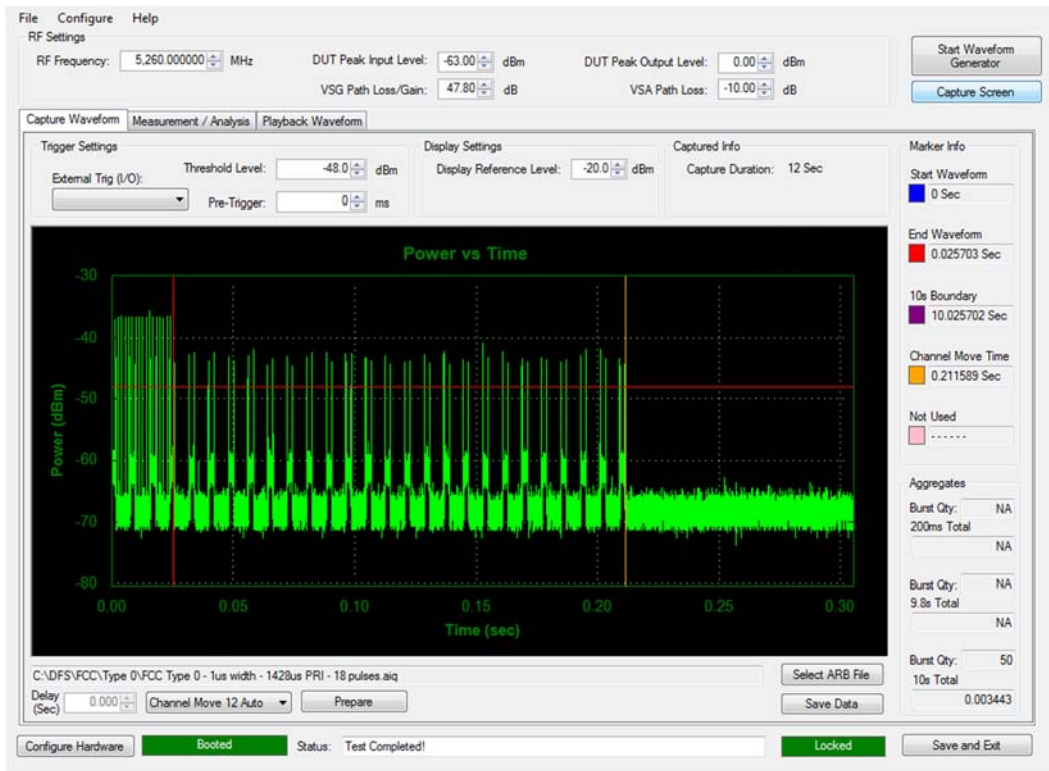 File Configure Help
RF Settings
RF Frequency: 5,260.000000 MHz
DUT Peak Input Level: -63.00 dBm
DUT Peak Output Level: 0.00 dBm
VSG Path Loss/Gain: 47.80 dB
VSA Path Loss: -10.00 dB
Start Waveform
Generator
Capture Screen
Capture Waveform Measurement / Analysis Playback Waveform
Trigger Settings
External Trig (I/O):
Threshold Level: -48.0 dBm
Pre-Trigger: 0 ms
Display Settings
Display Reference Level: -20.0 dBm
Captured Info
Capture Duration: 12 Sec
Marker Info
Start Waveform
0 Sec
End Waveform
0.025703 Sec
10s Boundary
10.025702 Sec
Channel Move Time
0.211589 Sec
Not Used
- - - - - -
Aggregates
Burst Qty: NA
200ms Total
NA
Burst Qty: NA
9.8s Total
NA
Burst Qty: 50
10s Total
0.003443
Power vs Time
Power (dBm)
-30
-40
-50
-60
-70
-80
0.00 0.05 0.10 0.15 0.20 0.25 0.30
Time (sec)
C:\DFS\FCC\Type 0\FCC Type 0 - 1us width - 1428us PRI - 18 pulses.aiq
Select ARB File
Delay
(Sec)
0.000 Channel Move 12 Auto Prepare
Save Data
Configure Hardware Booted Status: Test Completed! Locked Save and Exit